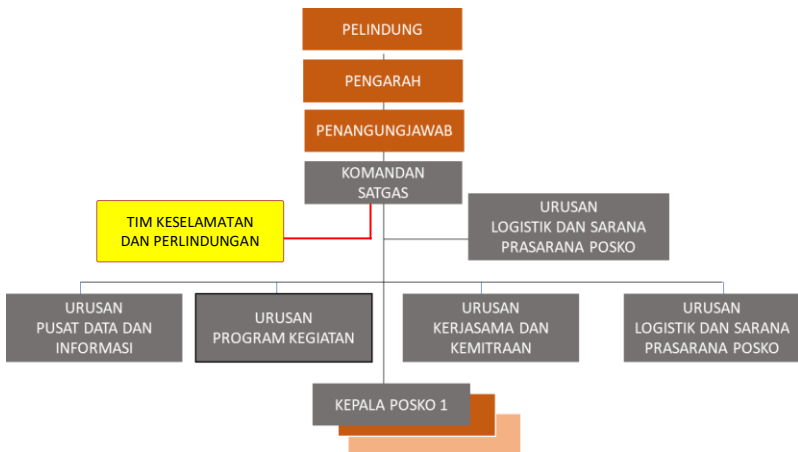 PELINDUNG
PENGARAH
PENANGUNGJAWAB
KOMANDAN
SATGAS
TIM KESELAMATAN
DAN PERLINDUNGAN
URUSAN
LOGISTIK DAN SARANA
PRASARANA POSKO
URUSAN
PUSAT DATA DAN
INFORMASI
URUSAN
PROGRAM KEGIATAN
URUSAN
KERJASAMA DAN
KEMITRAAN
URUSAN
LOGISTIK DAN SARANA
PRASARANA POSKO
KEPALA POSKO 1